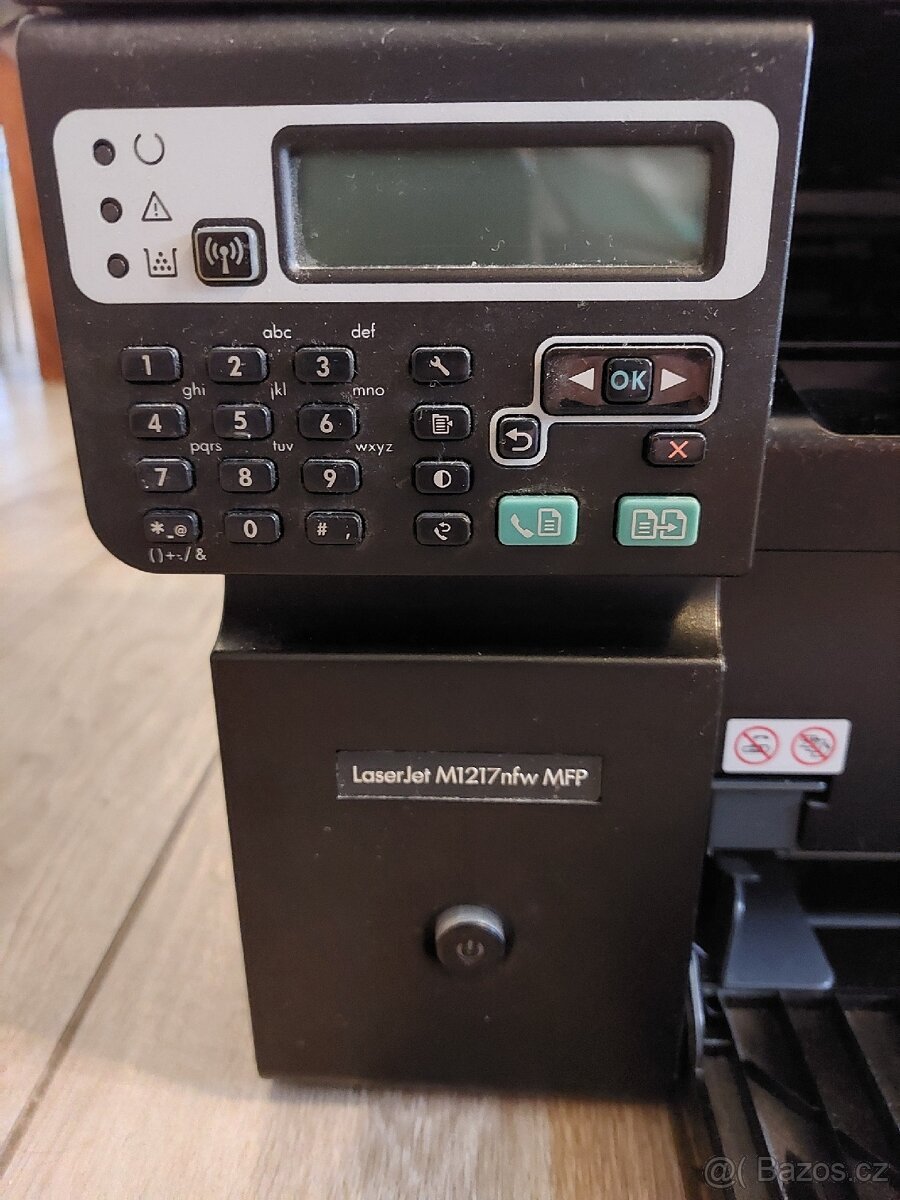 abc def
1 2 3
ghi jkl mno
4 5 6
OK
pqrs tuv wxyz
7 8 9
*_@ 0 # ,
()+-./&
LaserJet M1217nfw MFP
@( Bazos.cz